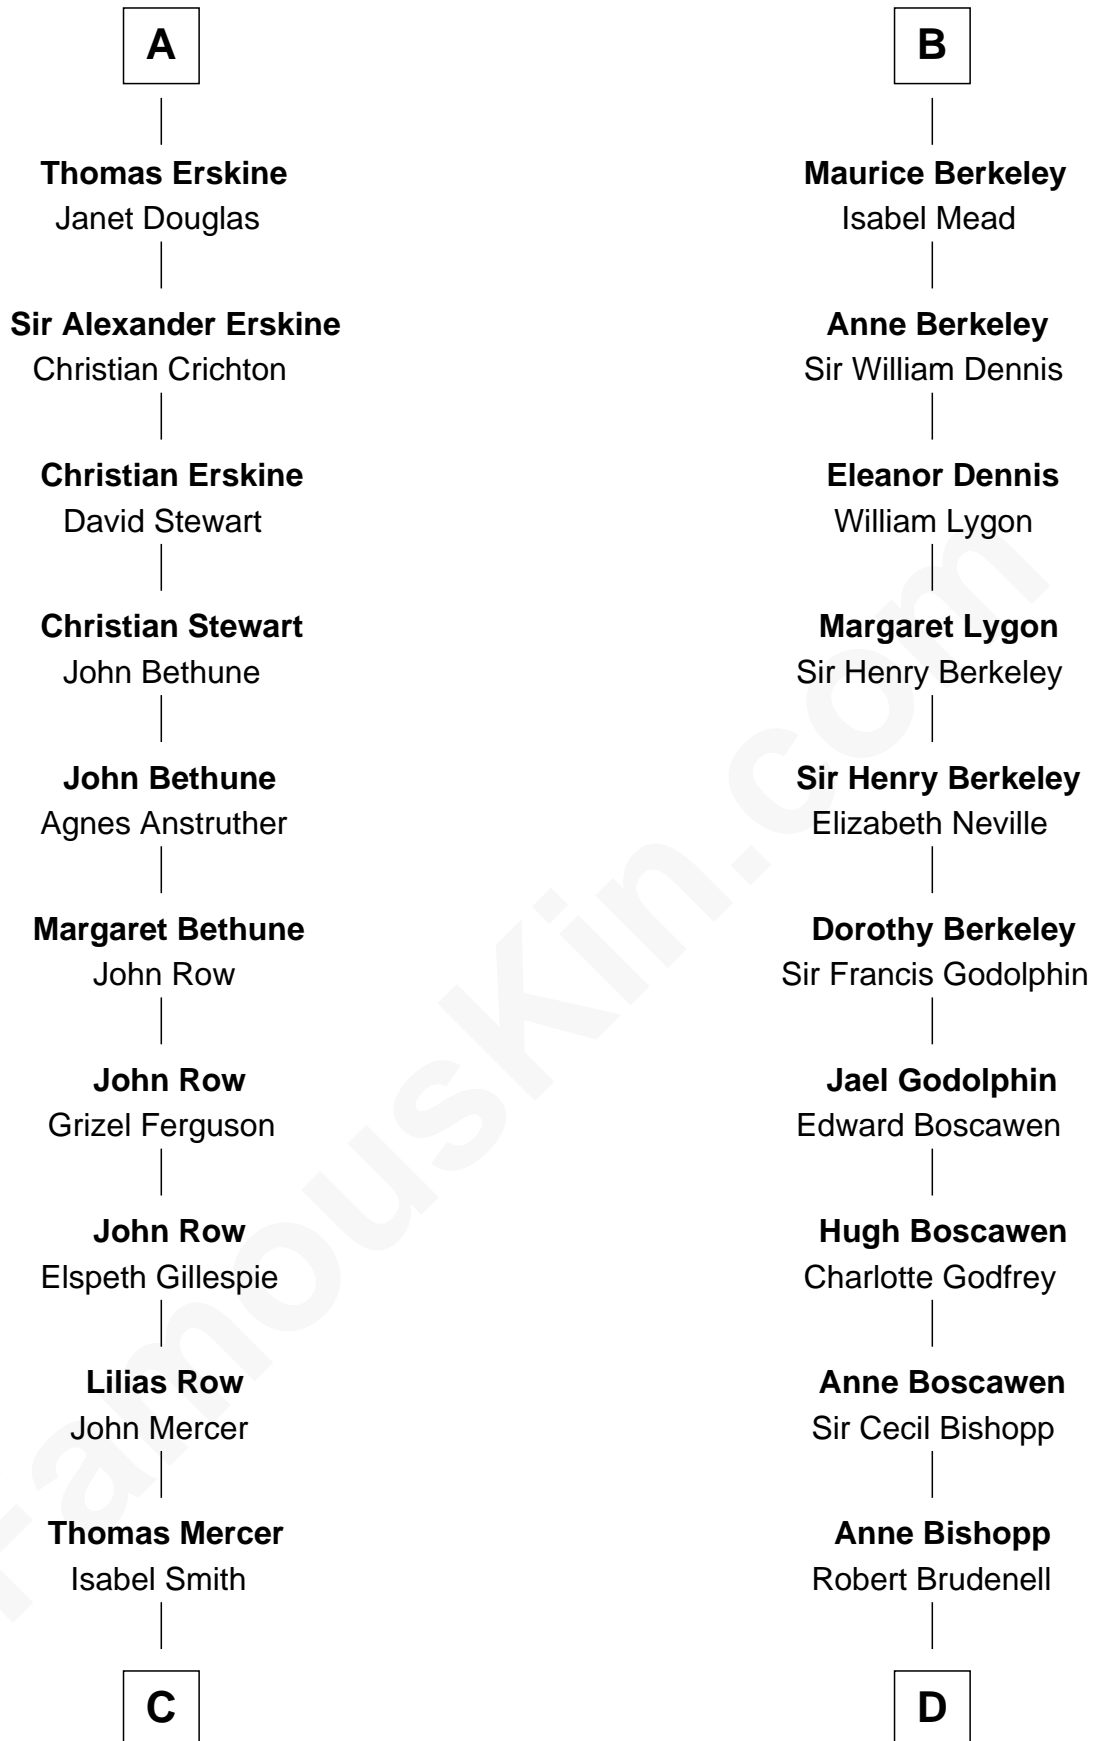 A
Thomas Erskine
Janet Douglas
Sir Alexander Erskine
Christian Crichton
Christian Erskine
David Stewart
Christian Stewart
John Bethune
John Bethune
Agnes Anstruther
Margaret Bethune
John Row
John Row
Grizel Ferguson
John Row
Elspeth Gillespie
Lilias Row
John Mercer
Thomas Mercer
Isabel Smith
C
B
Maurice Berkeley
Isabel Mead
Anne Berkeley
Sir William Dennis
Eleanor Dennis
William Lygon
Margaret Lygon
Sir Henry Berkeley
Sir Henry Berkeley
Elizabeth Neville
Dorothy Berkeley
Sir Francis Godolphin
Jael Godolphin
Edward Boscawen
Hugh Boscawen
Charlotte Godfrey
Anne Boscawen
Sir Cecil Bishopp
Anne Bishopp
Robert Brudenell
D
FamousKin.com